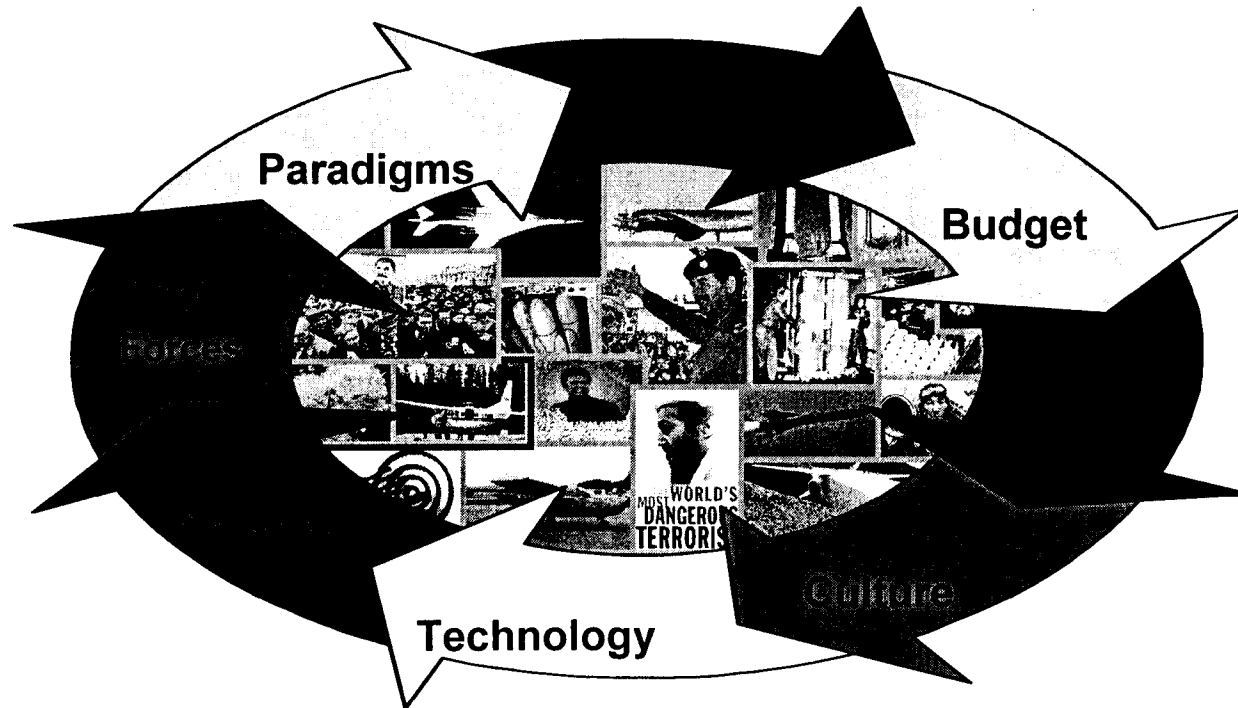 Paradigms
Budget
Forces
WORLD'S
MOST
DANGEROUS
TERRORIS
Culture
Technology